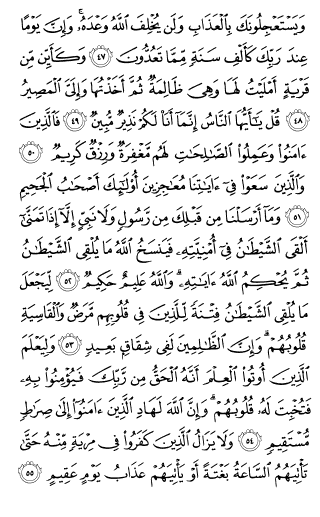 وَيَسْتَعْجِلُونَكَ بِالْعَذَابِ وَلَن يُخْلِفَ اللَّهُ وَعْدَهُۥ ۚ وَإِنَّ يَوْمًا
عِندَ رَبِّكَ كَأَلْفِ سَنَةٍ مِّمَّا تَعُدُّونَ ٤٧ وَكَأَيِّن مِّن
قَرْيَةٍ أَمْلَيْتُ لَهَا وَهِيَ ظَالِمَةٌ ثُمَّ أَخَذْتُهَا وَإِلَيَّ الْمَصِيرُ
٤٨ قُلْ يَٰٓأَيُّهَا النَّاسُ إِنَّمَآ أَنَا۠ لَكُمْ نَذِيرٌ مُّبِينٌ ٤٩ فَالَّذِينَ
ءَامَنُوا وَعَمِلُوا الصَّٰلِحَٰتِ لَهُم مَّغْفِرَةٌ وَرِزْقٌ كَرِيمٌ ٥٠
وَالَّذِينَ سَعَوْا فِيٓ ءَايَٰتِنَا مُعَٰجِزِينَ أُولَٰٓئِكَ أَصْحَٰبُ الْجَحِيمِ
٥١ وَمَآ أَرْسَلْنَا مِن قَبْلِكَ مِن رَّسُولٍ وَلَا نَبِيٍّ إِلَّآ إِذَا تَمَنَّىٰٓ
أَلْقَى الشَّيْطَٰنُ فِيٓ أُمْنِيَّتِهِۦ فَيَنسَخُ اللَّهُ مَا يُلْقِي الشَّيْطَٰنُ
ثُمَّ يُحْكِمُ اللَّهُ ءَايَٰتِهِۦ ۗ وَاللَّهُ عَلِيمٌ حَكِيمٌ ٥٢ لِّيَجْعَلَ
مَا يُلْقِي الشَّيْطَٰنُ فِتْنَةً لِّلَّذِينَ فِي قُلُوبِهِم مَّرَضٌ وَالْقَاسِيَةِ
قُلُوبُهُمْ ۗ وَإِنَّ الظَّٰلِمِينَ لَفِي شِقَاقٍۭ بَعِيدٍ ٥٣ وَلِيَعْلَمَ
الَّذِينَ أُوتُوا الْعِلْمَ أَنَّهُ الْحَقُّ مِن رَّبِّكَ فَيُؤْمِنُوا بِهِۦ
فَتُخْبِتَ لَهُۥ قُلُوبُهُمْ ۗ وَإِنَّ اللَّهَ لَهَادِ الَّذِينَ ءَامَنُوٓا إِلَىٰ صِرَٰطٍ
مُّسْتَقِيمٍ ٥٤ وَلَا يَزَالُ الَّذِينَ كَفَرُوا فِي مِرْيَةٍ مِّنْهُ حَتَّىٰ
تَأْتِيَهُمُ السَّاعَةُ بَغْتَةً أَوْ يَأْتِيَهُمْ عَذَابُ يَوْمٍ عَقِيمٍ ٥٥